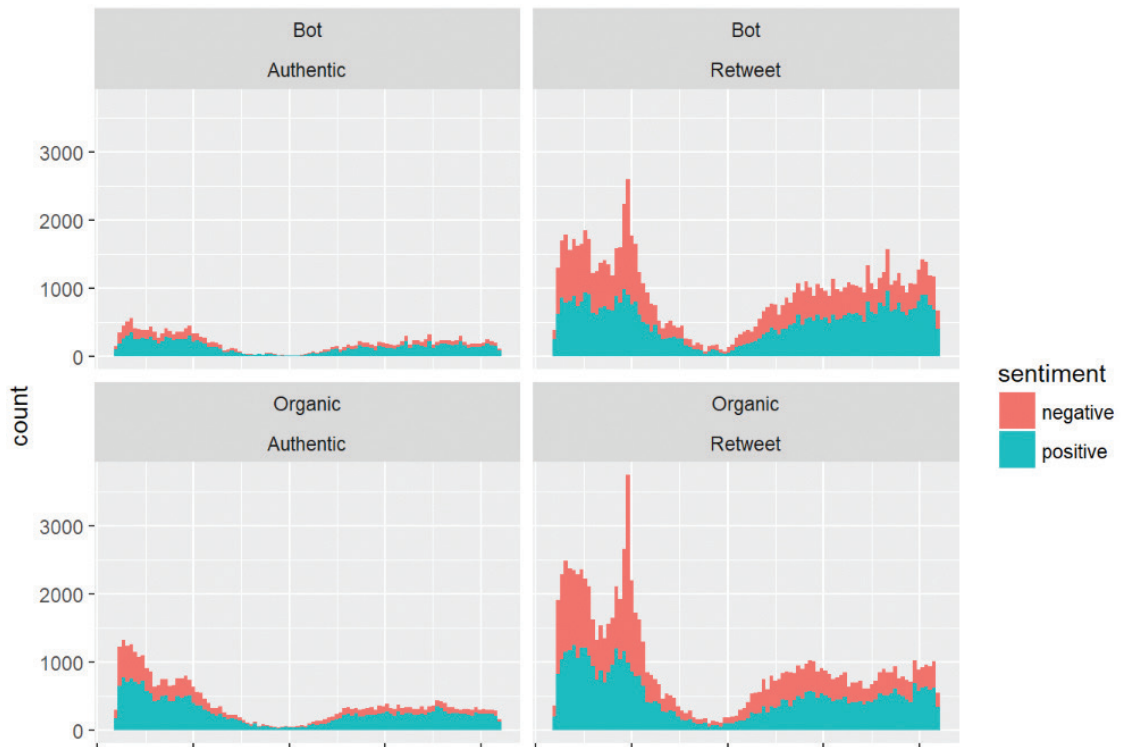 Bot
Authentic
Bot
Retweet
3000
2000
1000
0
Organic
Authentic
Organic
Retweet
3000
2000
1000
0
count
sentiment
negative
positive